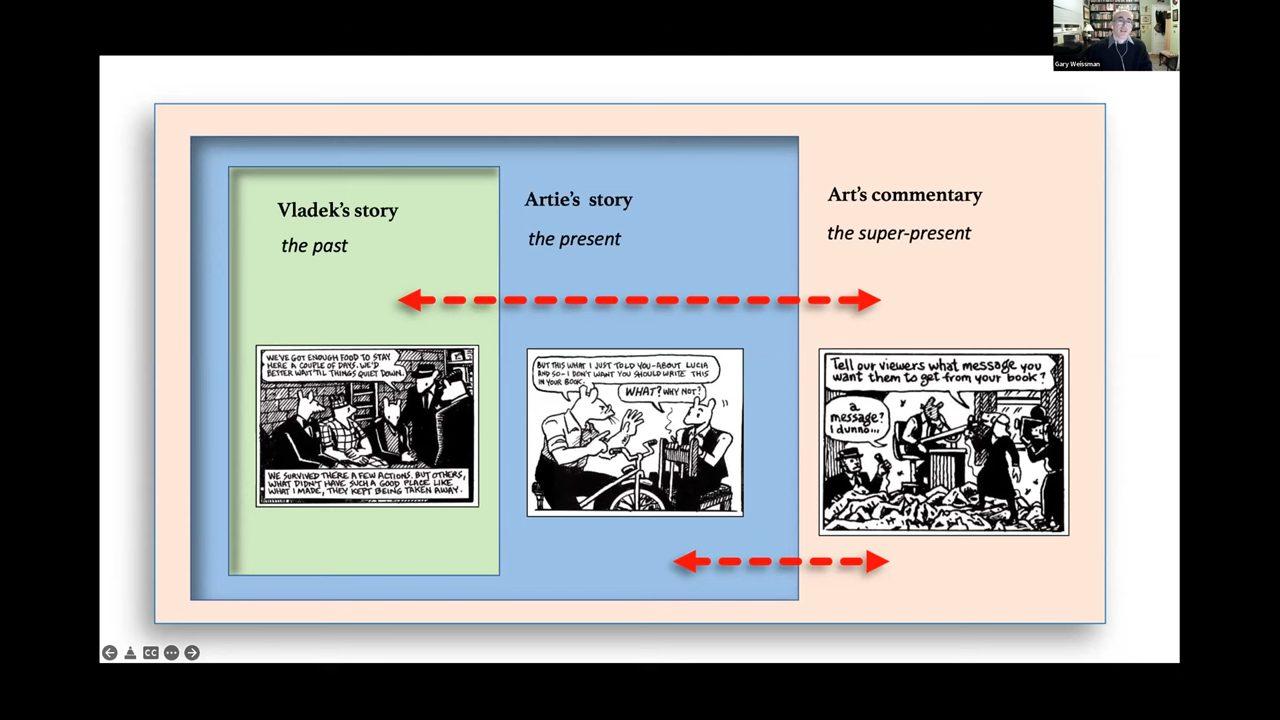 Gary Weissman
Vladek's story
the past
Artie's story
the present
Art's commentary
the super-present
WE'VE GOT ENOUGH FOOD TO STAY
HERE A COUPLE OF DAYS. WE'D
BETTER WAIT 'TIL THINGS QUIET DOWN.
WE SURVIVED THERE A FEW ACTIONS. BUT OTHERS,
WHAT DIDN'T HAVE SUCH A GOOD PLACE LIKE
WHAT I MADE, THEY KEPT BEING TAKEN AWAY.
BUT THIS WHAT I JUST TOLD YOU-ABOUT LUCIA
AND SO-I DON'T WANT YOU SHOULD WRITE THIS
IN YOUR BOOK.
WHAT? WHY NOT?
Tell our viewers what message you
want them to get from your book?
a
message?
I dunno...
CC